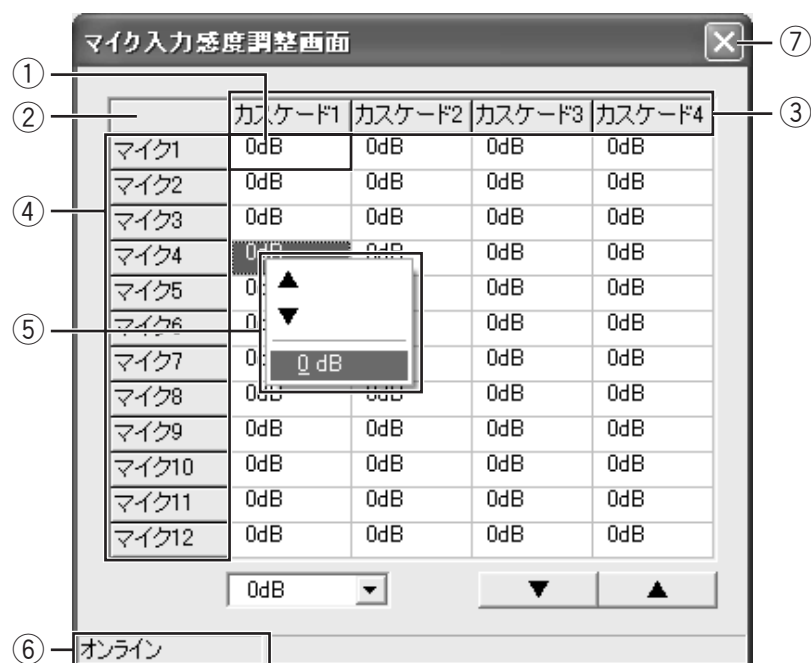 マイク入力感度調整画面
⑦
①
②
③
カスケード1 カスケード2 カスケード3 カスケード4
マイク1 0dB 0dB 0dB 0dB
マイク2 0dB 0dB 0dB 0dB
④
マイク3 0dB 0dB 0dB 0dB
マイク4 0dB 0dB 0dB 0dB
マイク5 0dB 0dB
⑤
マイク6 0dB 0dB
マイク7 0dB 0dB
0 dB
マイク8 0dB 0dB 0dB 0dB
マイク9 0dB 0dB 0dB 0dB
マイク10 0dB 0dB 0dB 0dB
マイク11 0dB 0dB 0dB 0dB
マイク12 0dB 0dB 0dB 0dB
0dB ▼ ▲
⑥
オンライン